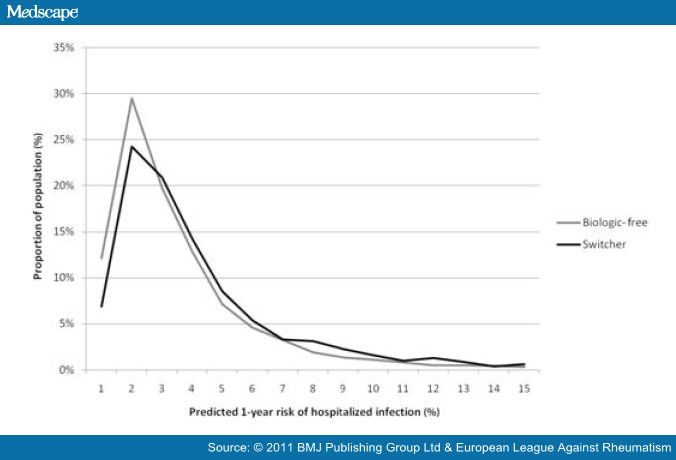 Medscape
35%
30%
25%
20%
15%
10%
5%
0%
Proportion of population (%)
1 2 3 4 5 6 7 8 9 10 11 12 13 14 15
Predicted 1-year risk of hospitalized infection (%)
Biologic-free
Switcher
Source: © 2011 BMJ Publishing Group Ltd & European League Against Rheumatism